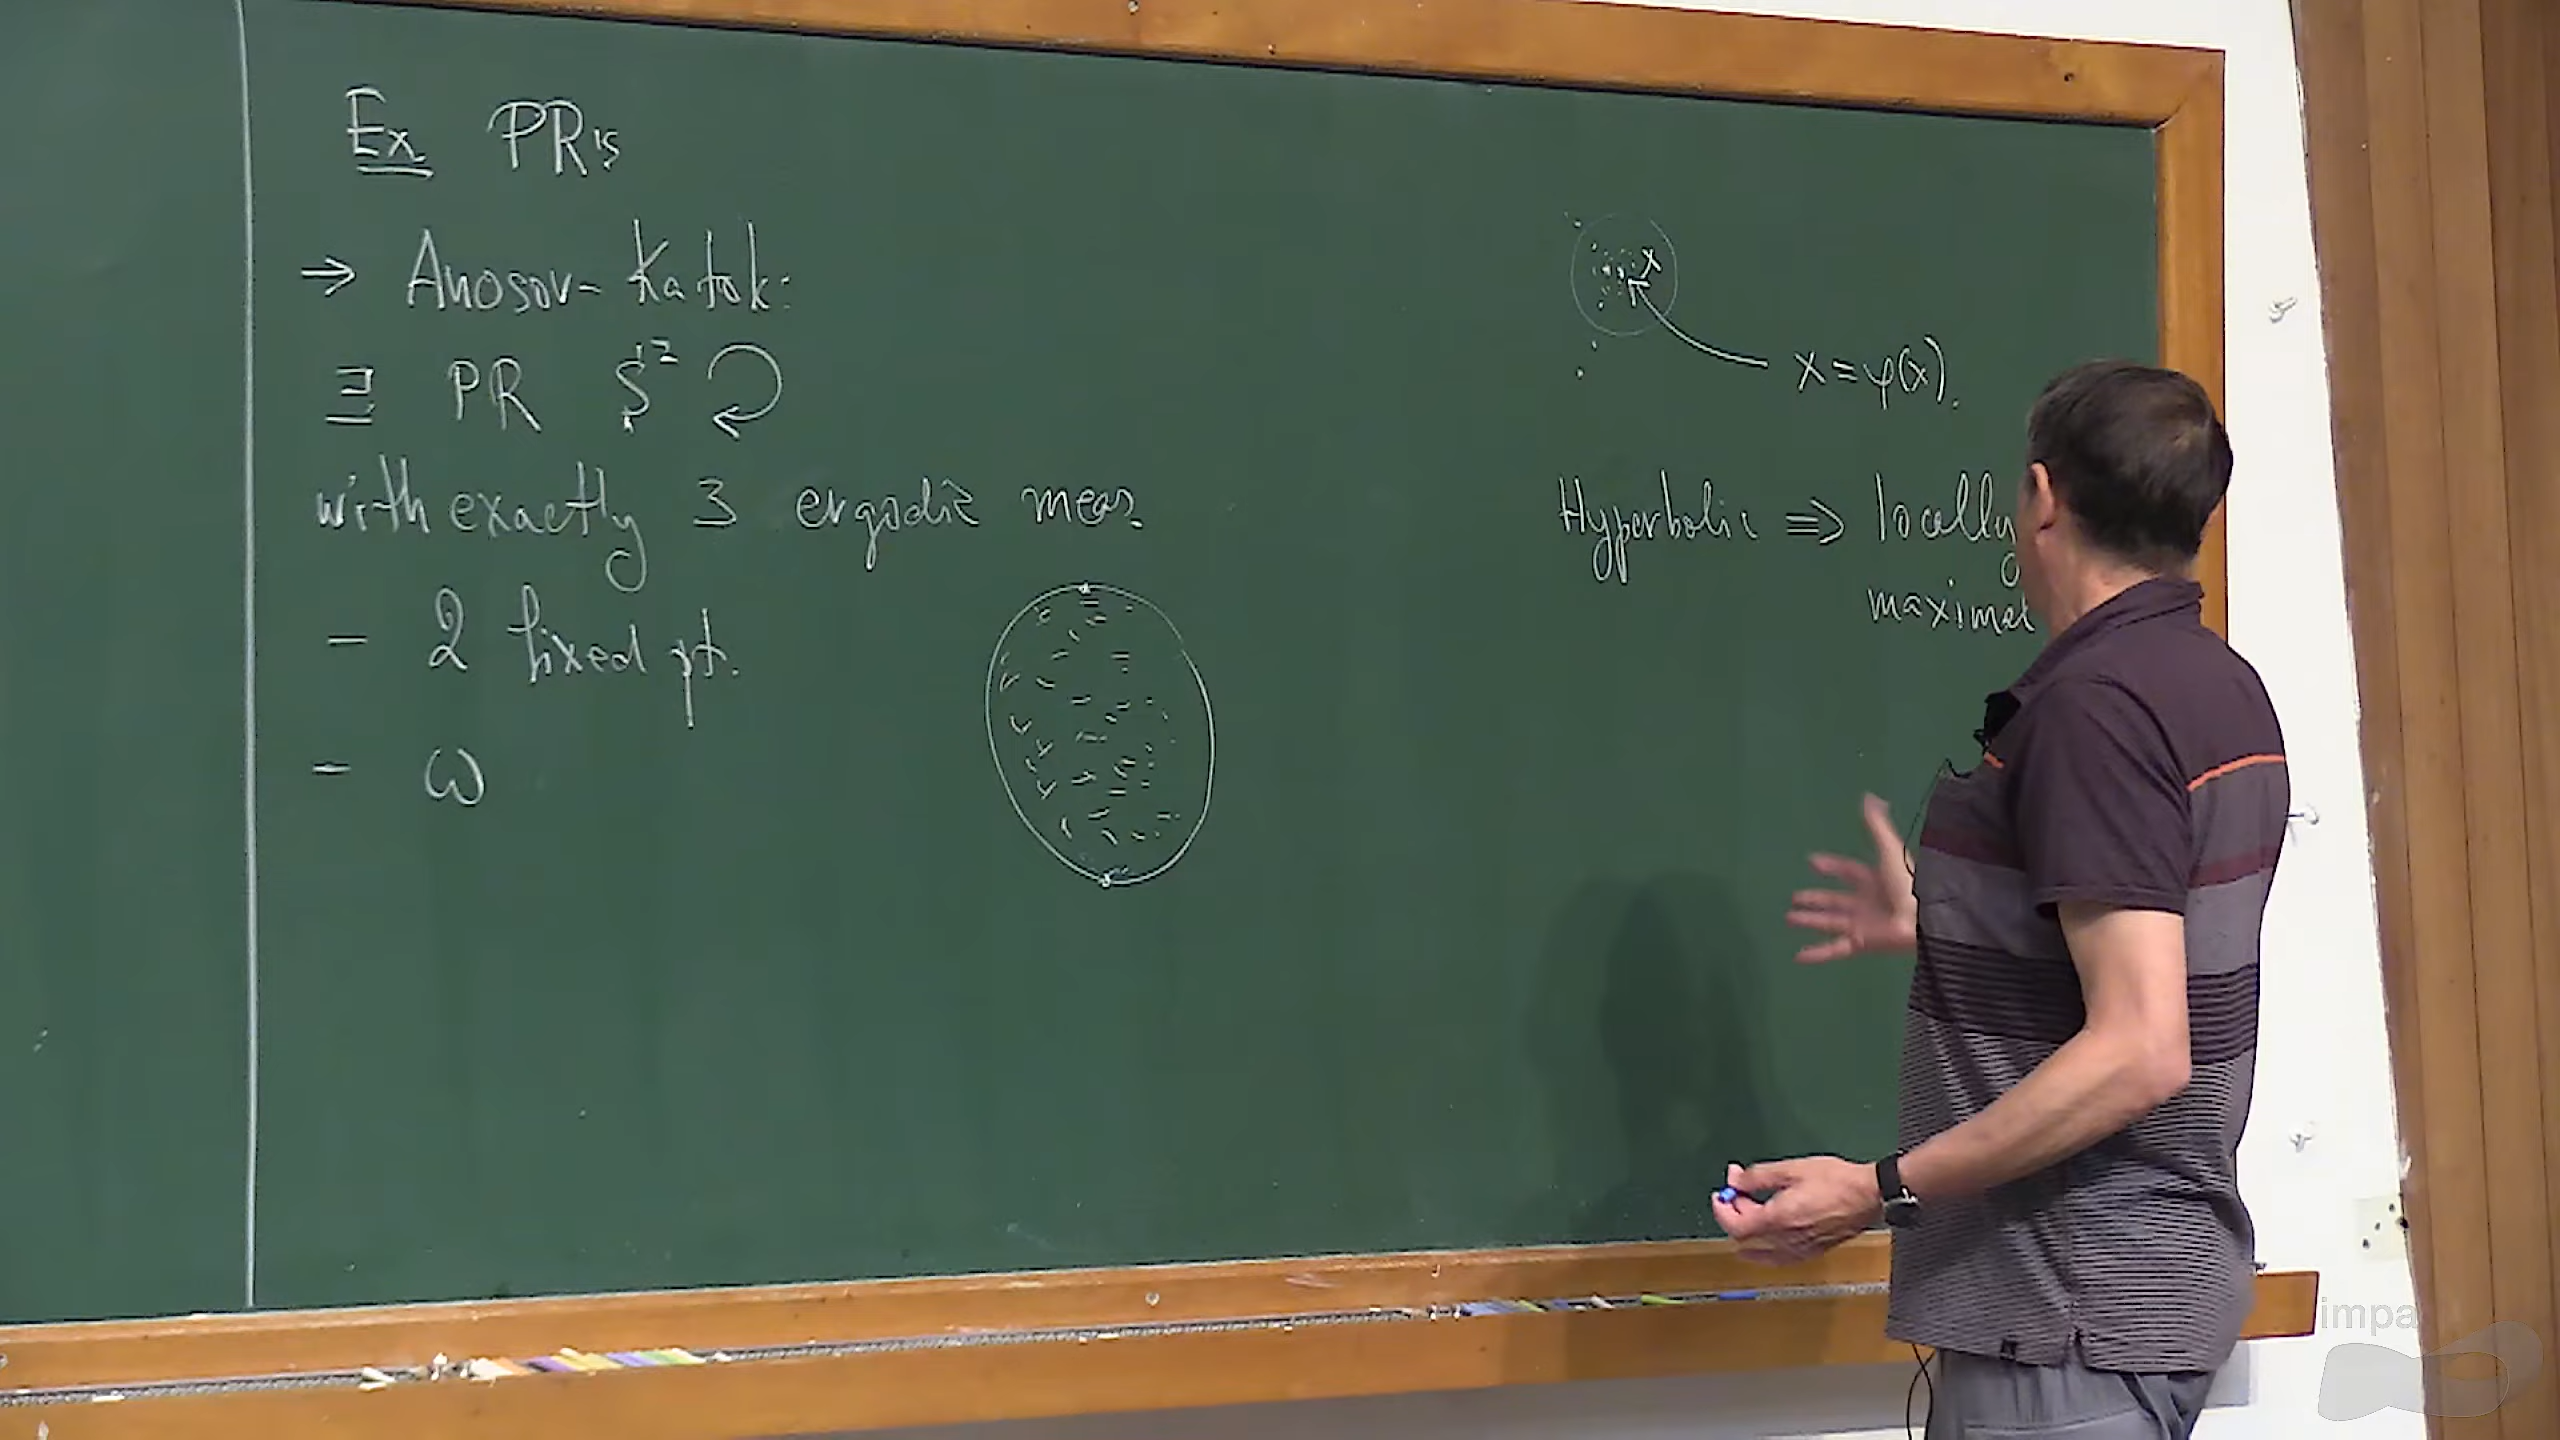 Ex PR's
→ Anosov-Katok:
∃ PR S² ↻
with exactly 3 ergodic meas.
- 2 fixed pt.
- ω
x
x = φ(x).
Hyperbolic ⇒ locally
maximal
impa